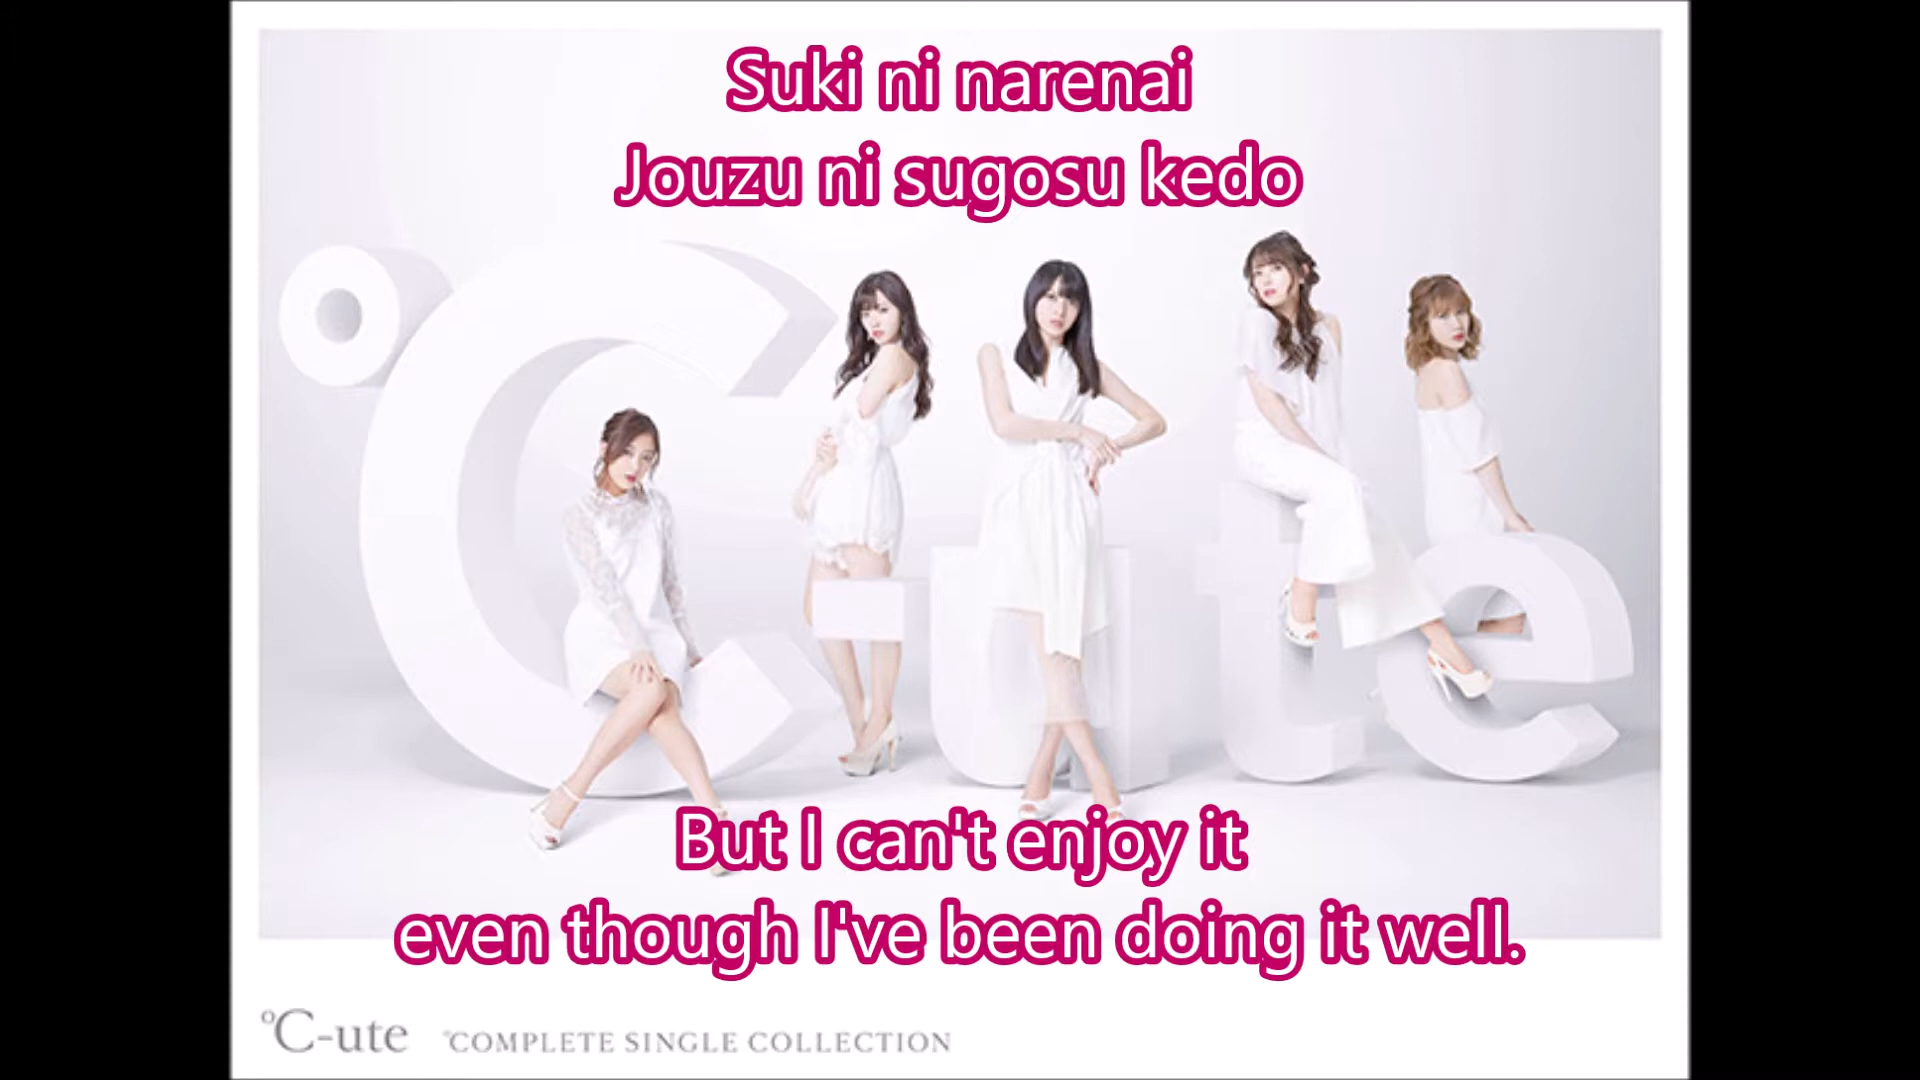 Suki ni narenai
Jouzu ni sugosu kedo
℃-ute
But I can't enjoy it
even though I've been doing it well.
℃-ute
℃OMPLETE SINGLE COLLECTION